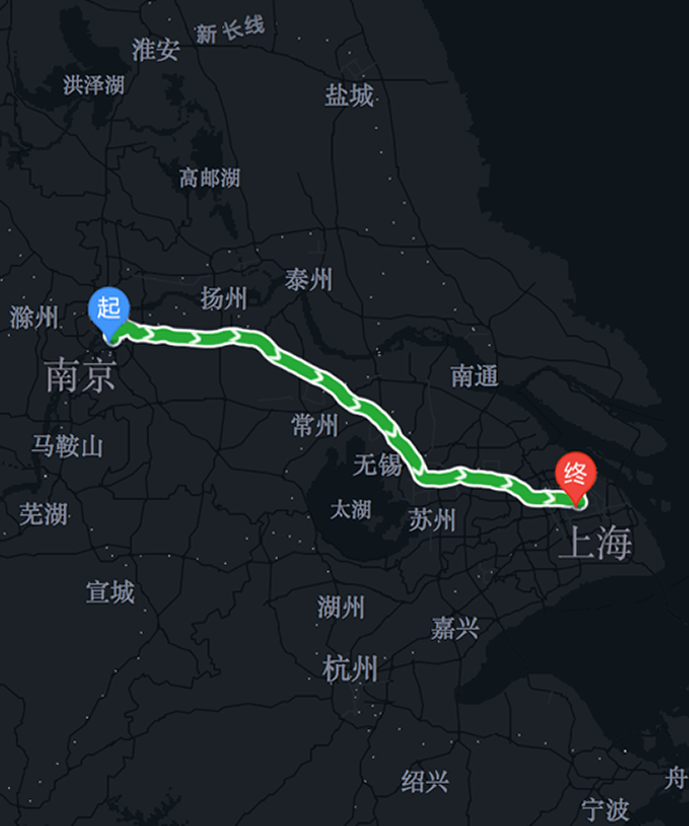 新长线
淮安
洪泽湖
盐城
高邮湖
泰州
扬州
起
滁州
南京
南通
常州
马鞍山
无锡
终
太湖
苏州
芜湖
上海
宣城
湖州
嘉兴
杭州
绍兴
舟
宁波